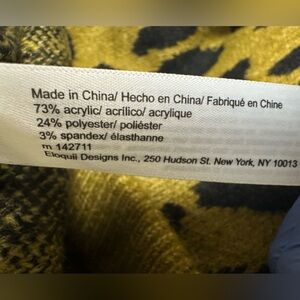 Made in China/ Hecho en China/ Fabriqué en Chine
73% acrylic/ acrílico/ acrylique
24% polyester/ poliéster
3% spandex/ élasthanne
m 142711
Eloquii Designs Inc., 250 Hudson St. New York, NY 10013